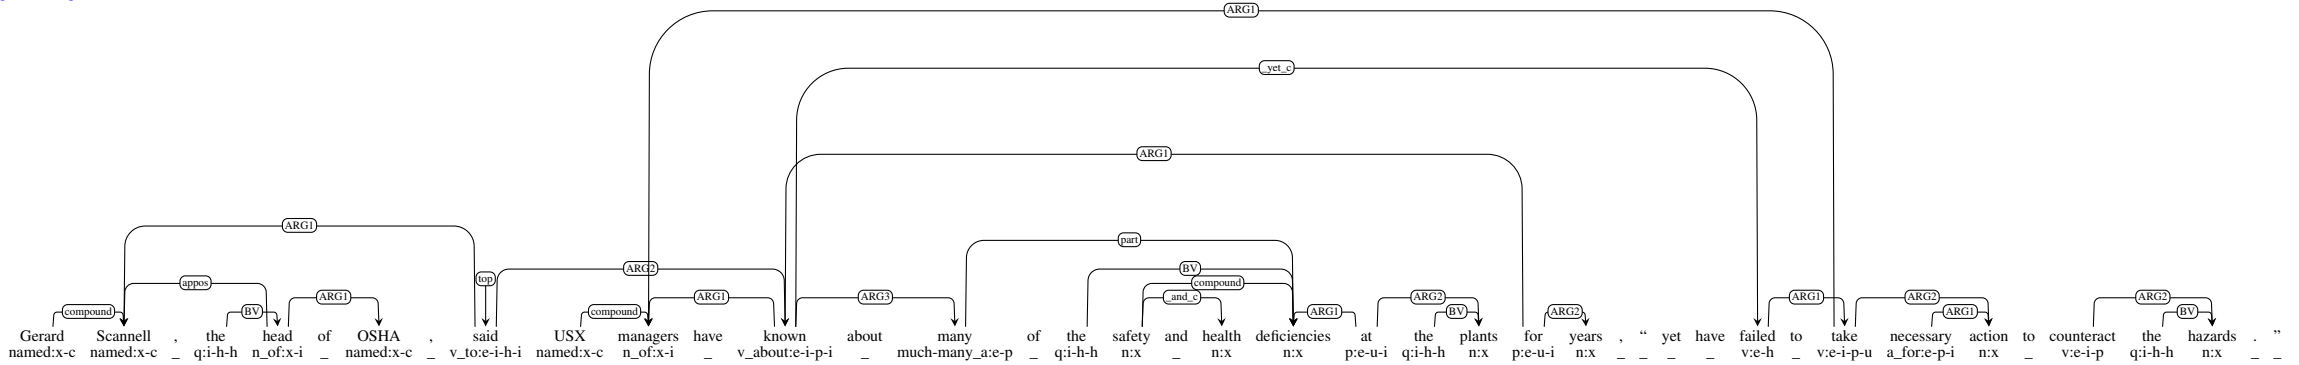 ARG1
_yet_c
ARG1
ARG1
part
top ARG2 BV
appos compound
ARG1 ARG1 ARG3 _and_c ARG2 ARG1 ARG2 ARG2
compound BV compound ARG1 BV ARG2 ARG1 BV
Gerard Scannell , the head of OSHA , said USX managers have known about many of the safety and health deficiencies at the plants for years , “ yet have failed to take necessary action to counteract the hazards . ”
named:x-c named:x-c _ q:i-h-h n_of:x-i _ named:x-c _ v_to:e-i-h-i named:x-c n_of:x-i _ v_about:e-i-p-i _ much-many_a:e-p _ q:i-h-h n:x _ n:x n:x p:e-u-i q:i-h-h n:x p:e-u-i n:x _ _ _ _ v:e-h _ v:e-i-p-u a_for:e-p-i n:x _ v:e-i-p q:i-h-h n:x _ _